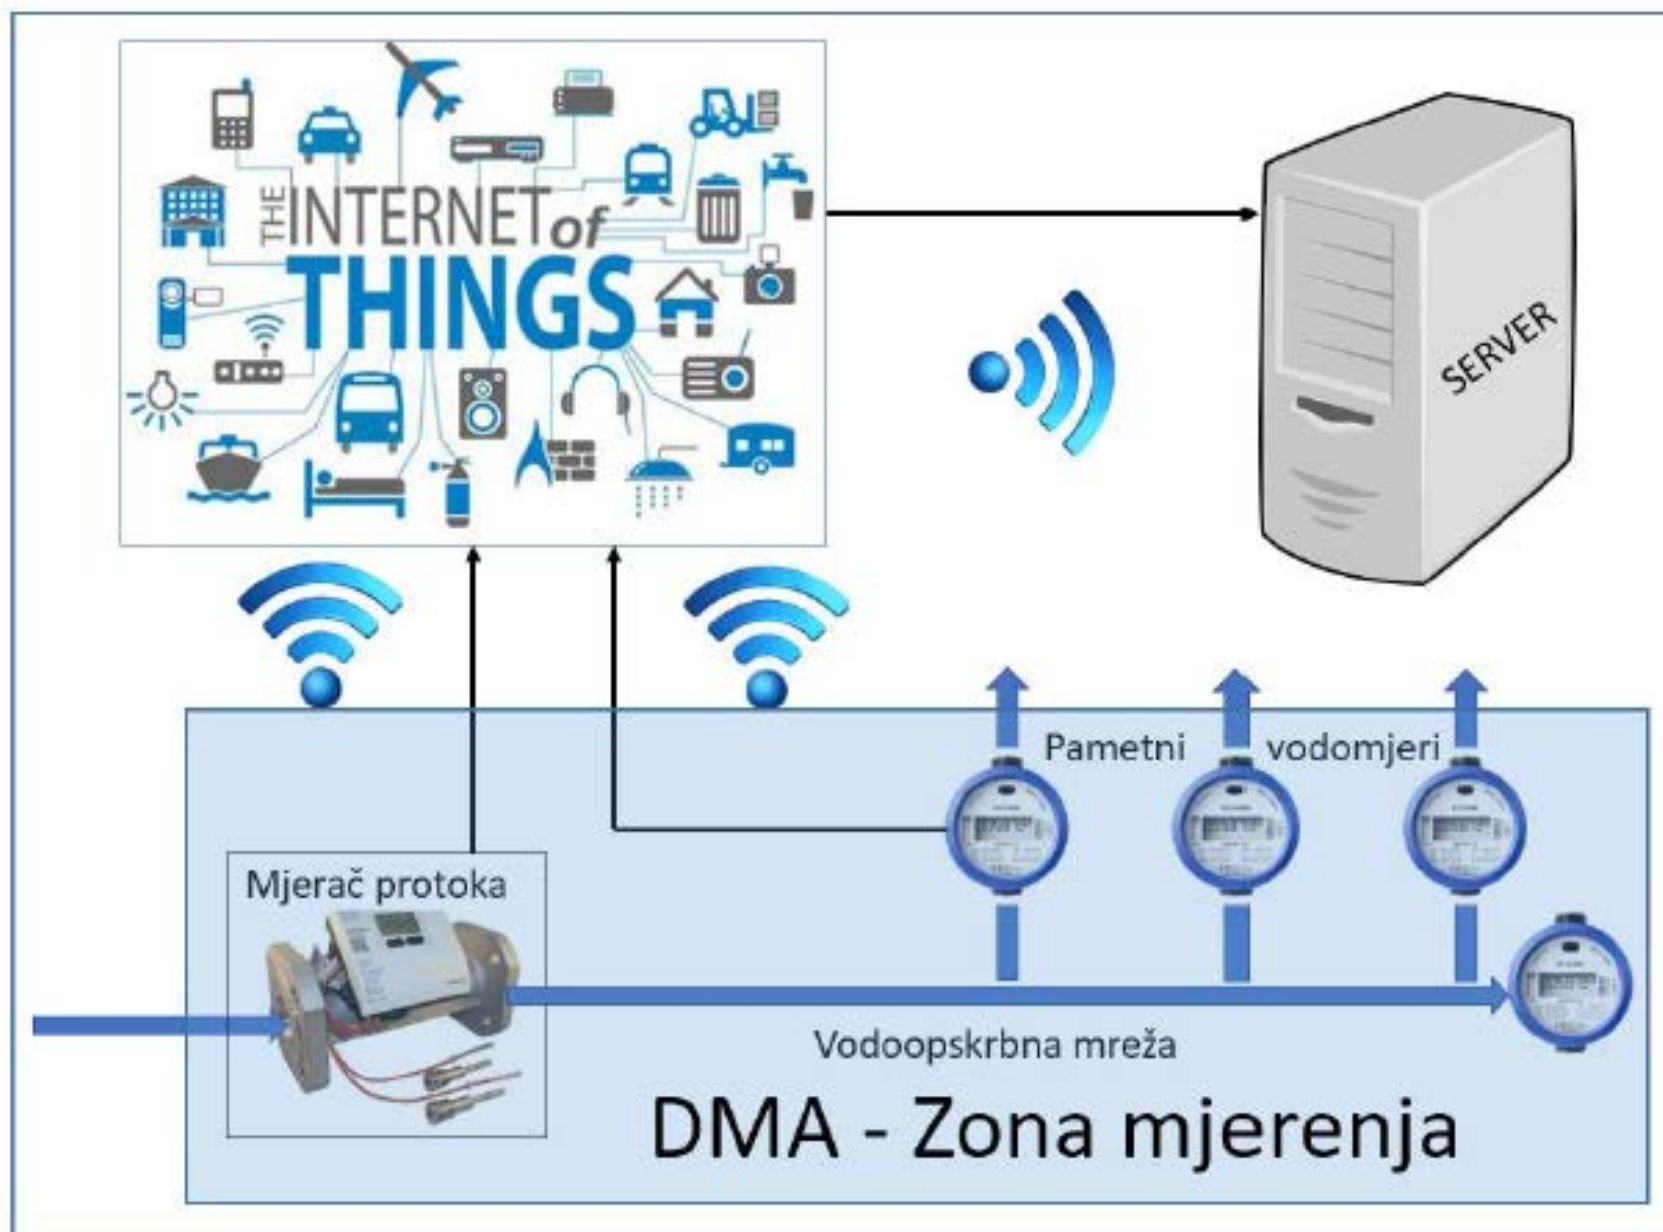 THE INTERNET of
THINGS
SERVER
Pametni vodomjeri
Mjerač protoka
Vodoopskrbna mreža
DMA - Zona mjerenja